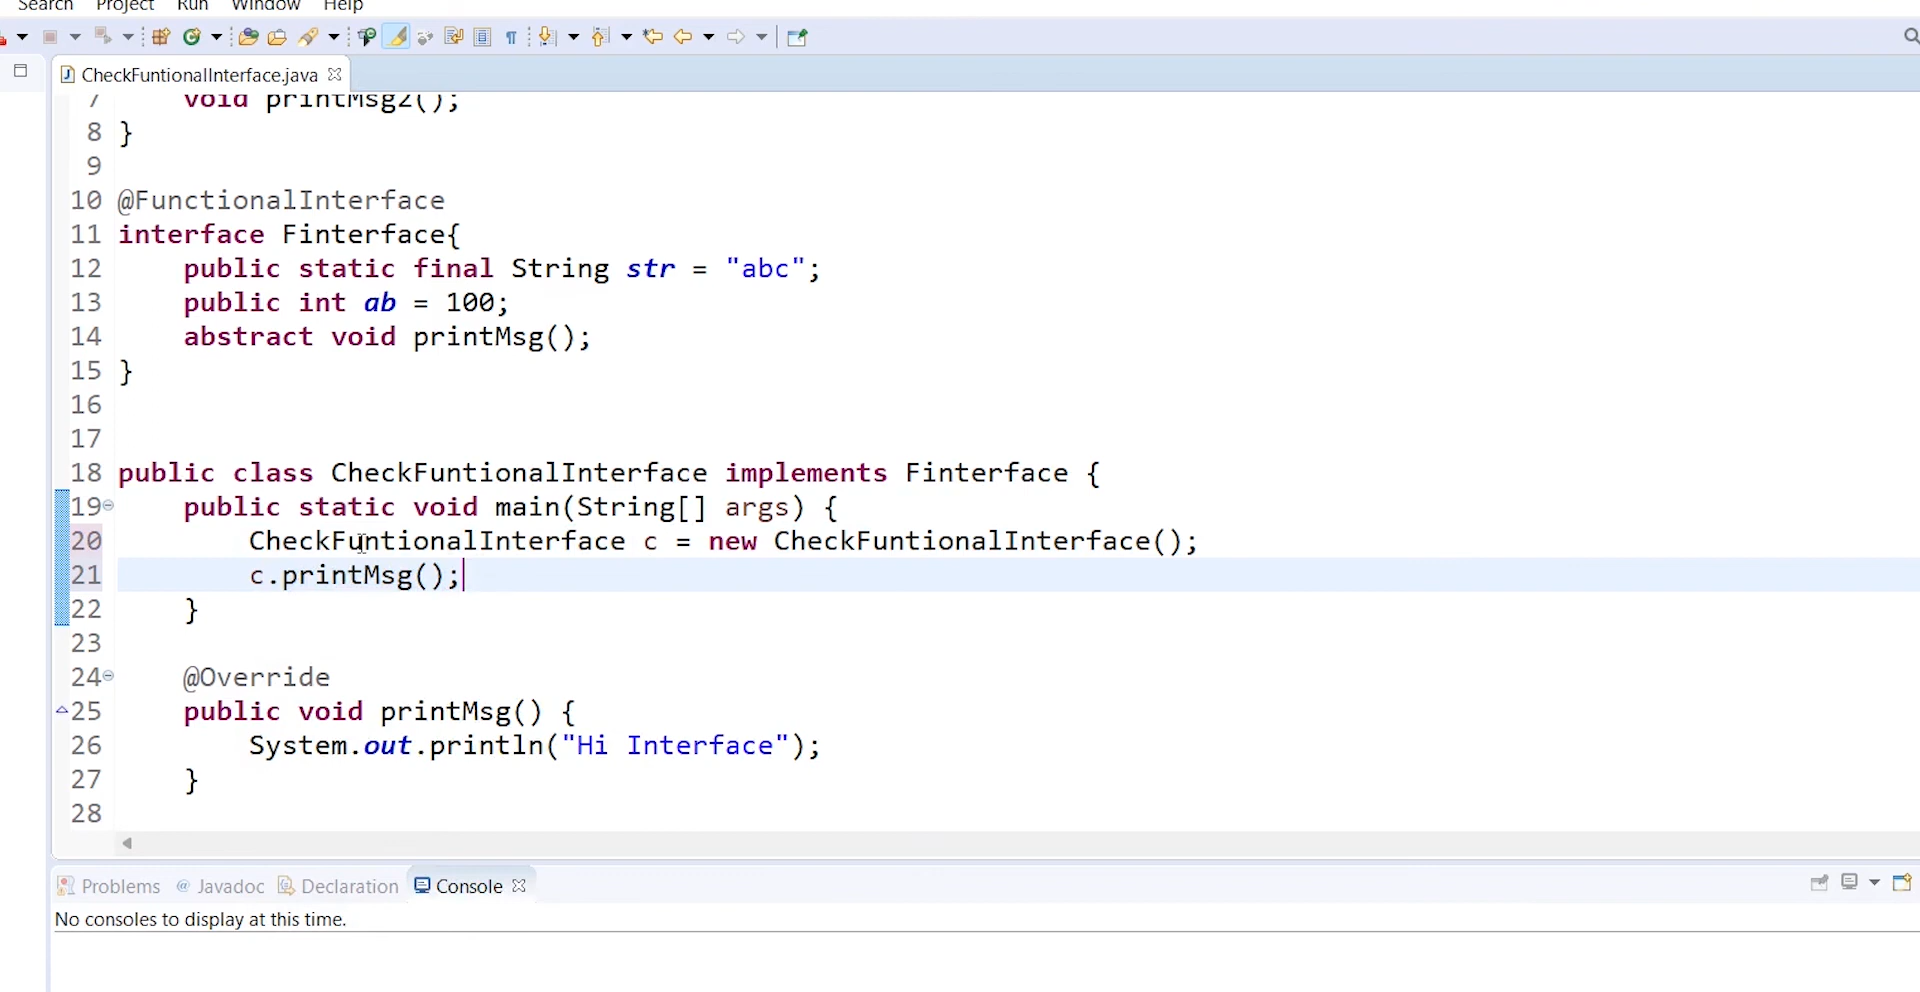 Search Project Run Window Help
CheckFuntionalInterface.java
7 void printMsg2();
8 }
9
10 @FunctionalInterface
11 interface Finterface{
12 public static final String str = "abc";
13 public int ab = 100;
14 abstract void printMsg();
15 }
16
17
18 public class CheckFuntionalInterface implements Finterface {
19 public static void main(String[] args) {
20 CheckFuntionalInterface c = new CheckFuntionalInterface();
21 c.printMsg();
22 }
23
24 @Override
25 public void printMsg() {
26 System.out.println("Hi Interface");
27 }
28
Problems @ Javadoc Declaration Console
No consoles to display at this time.